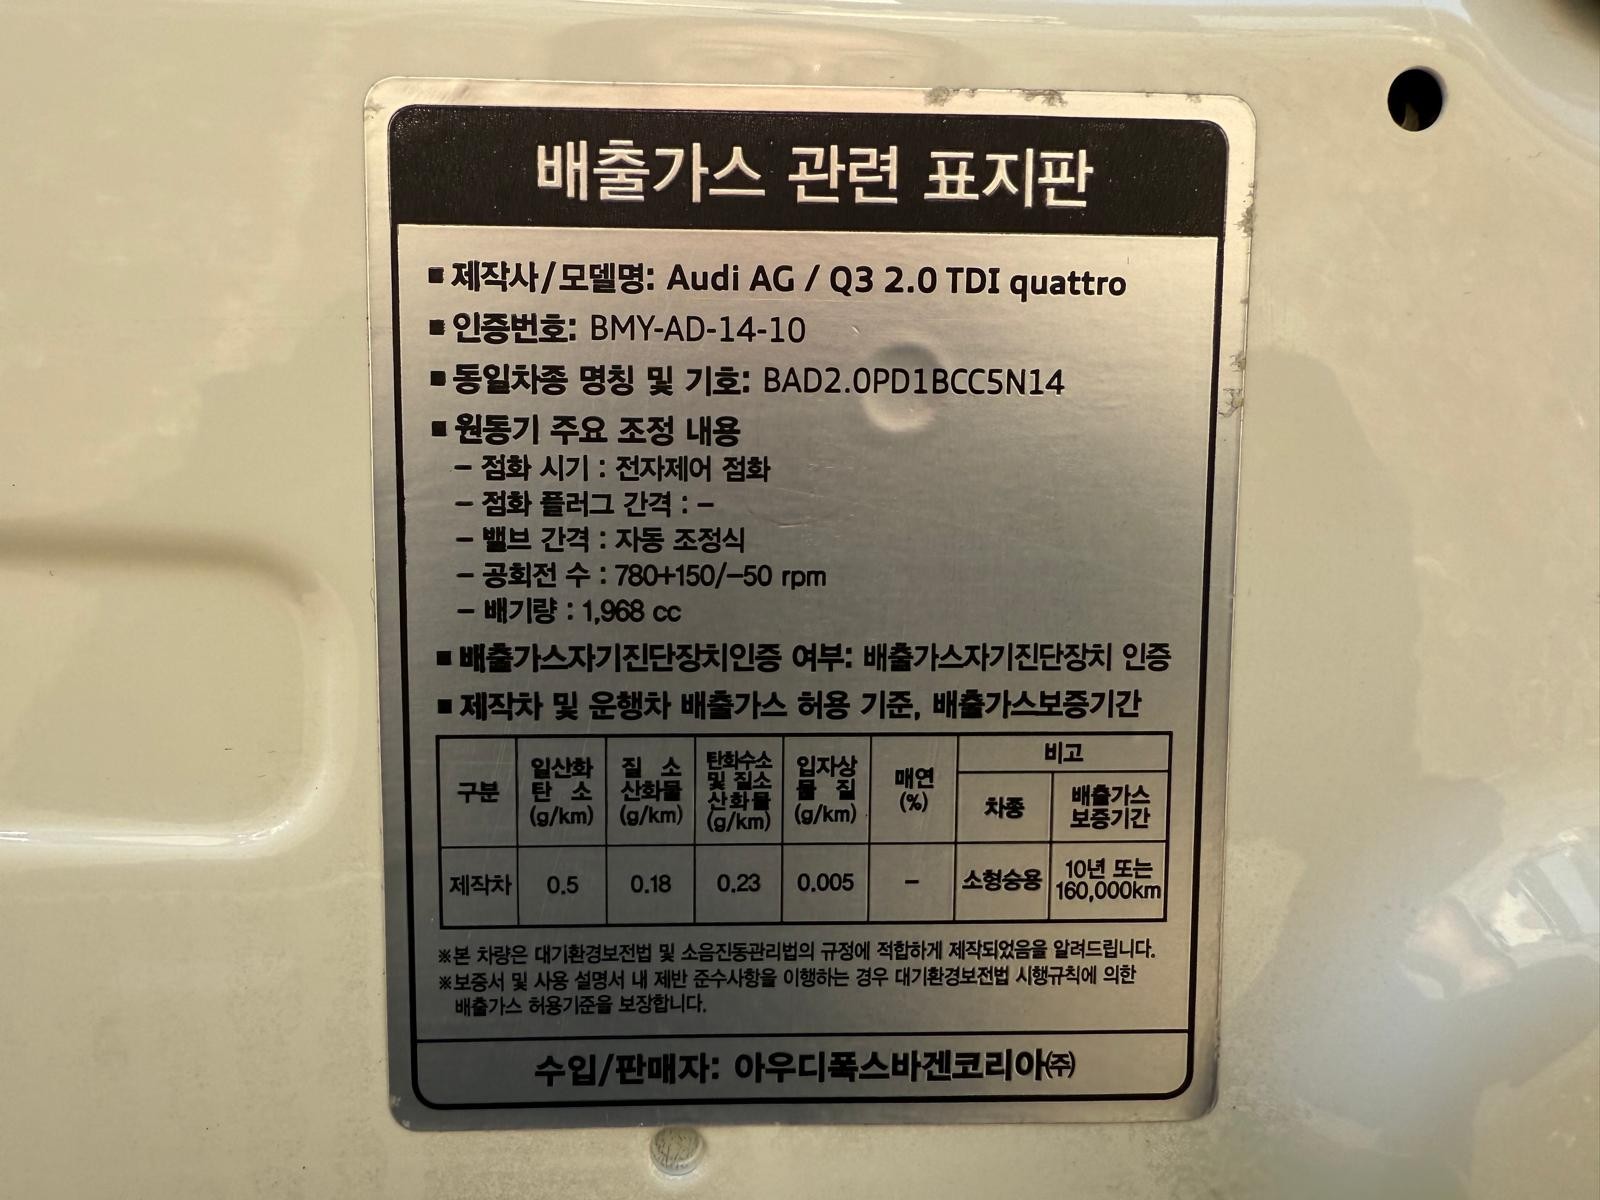 배출가스 관련 표지판
■ 제작사/모델명: Audi AG / Q3 2.0 TDI quattro
■ 인증번호: BMY-AD-14-10
■ 동일차종 명칭 및 기호: BAD2.0PD1BCC5N14
■ 원동기 주요 조정 내용
– 점화 시기 : 전자제어 점화
– 점화 플러그 간격 : –
– 밸브 간격 : 자동 조정식
– 공회전 수 : 780+150/-50 rpm
– 배기량 : 1,968 cc
■ 배출가스자기진단장치인증 여부: 배출가스자기진단장치 인증
■ 제작차 및 운행차 배출가스 허용 기준, 배출가스보증기간
구분 일산화 탄소 (g/km) 질소 산화물 (g/km) 탄화수소 및 질소 산화물 (g/km) 입자상 물질 (g/km) 매연 (%) 비고
차종 배출가스 보증기간
제작차 0.5 0.18 0.23 0.005 – 소형승용 10년 또는 160,000km
※본 차량은 대기환경보전법 및 소음진동관리법의 규정에 적합하게 제작되었음을 알려드립니다.
※보증서 및 사용 설명서 내 제반 준수사항을 이행하는 경우 대기환경보전법 시행규칙에 의한
배출가스 허용기준을 보장합니다.
수입/판매자: 아우디폭스바겐코리아㈜